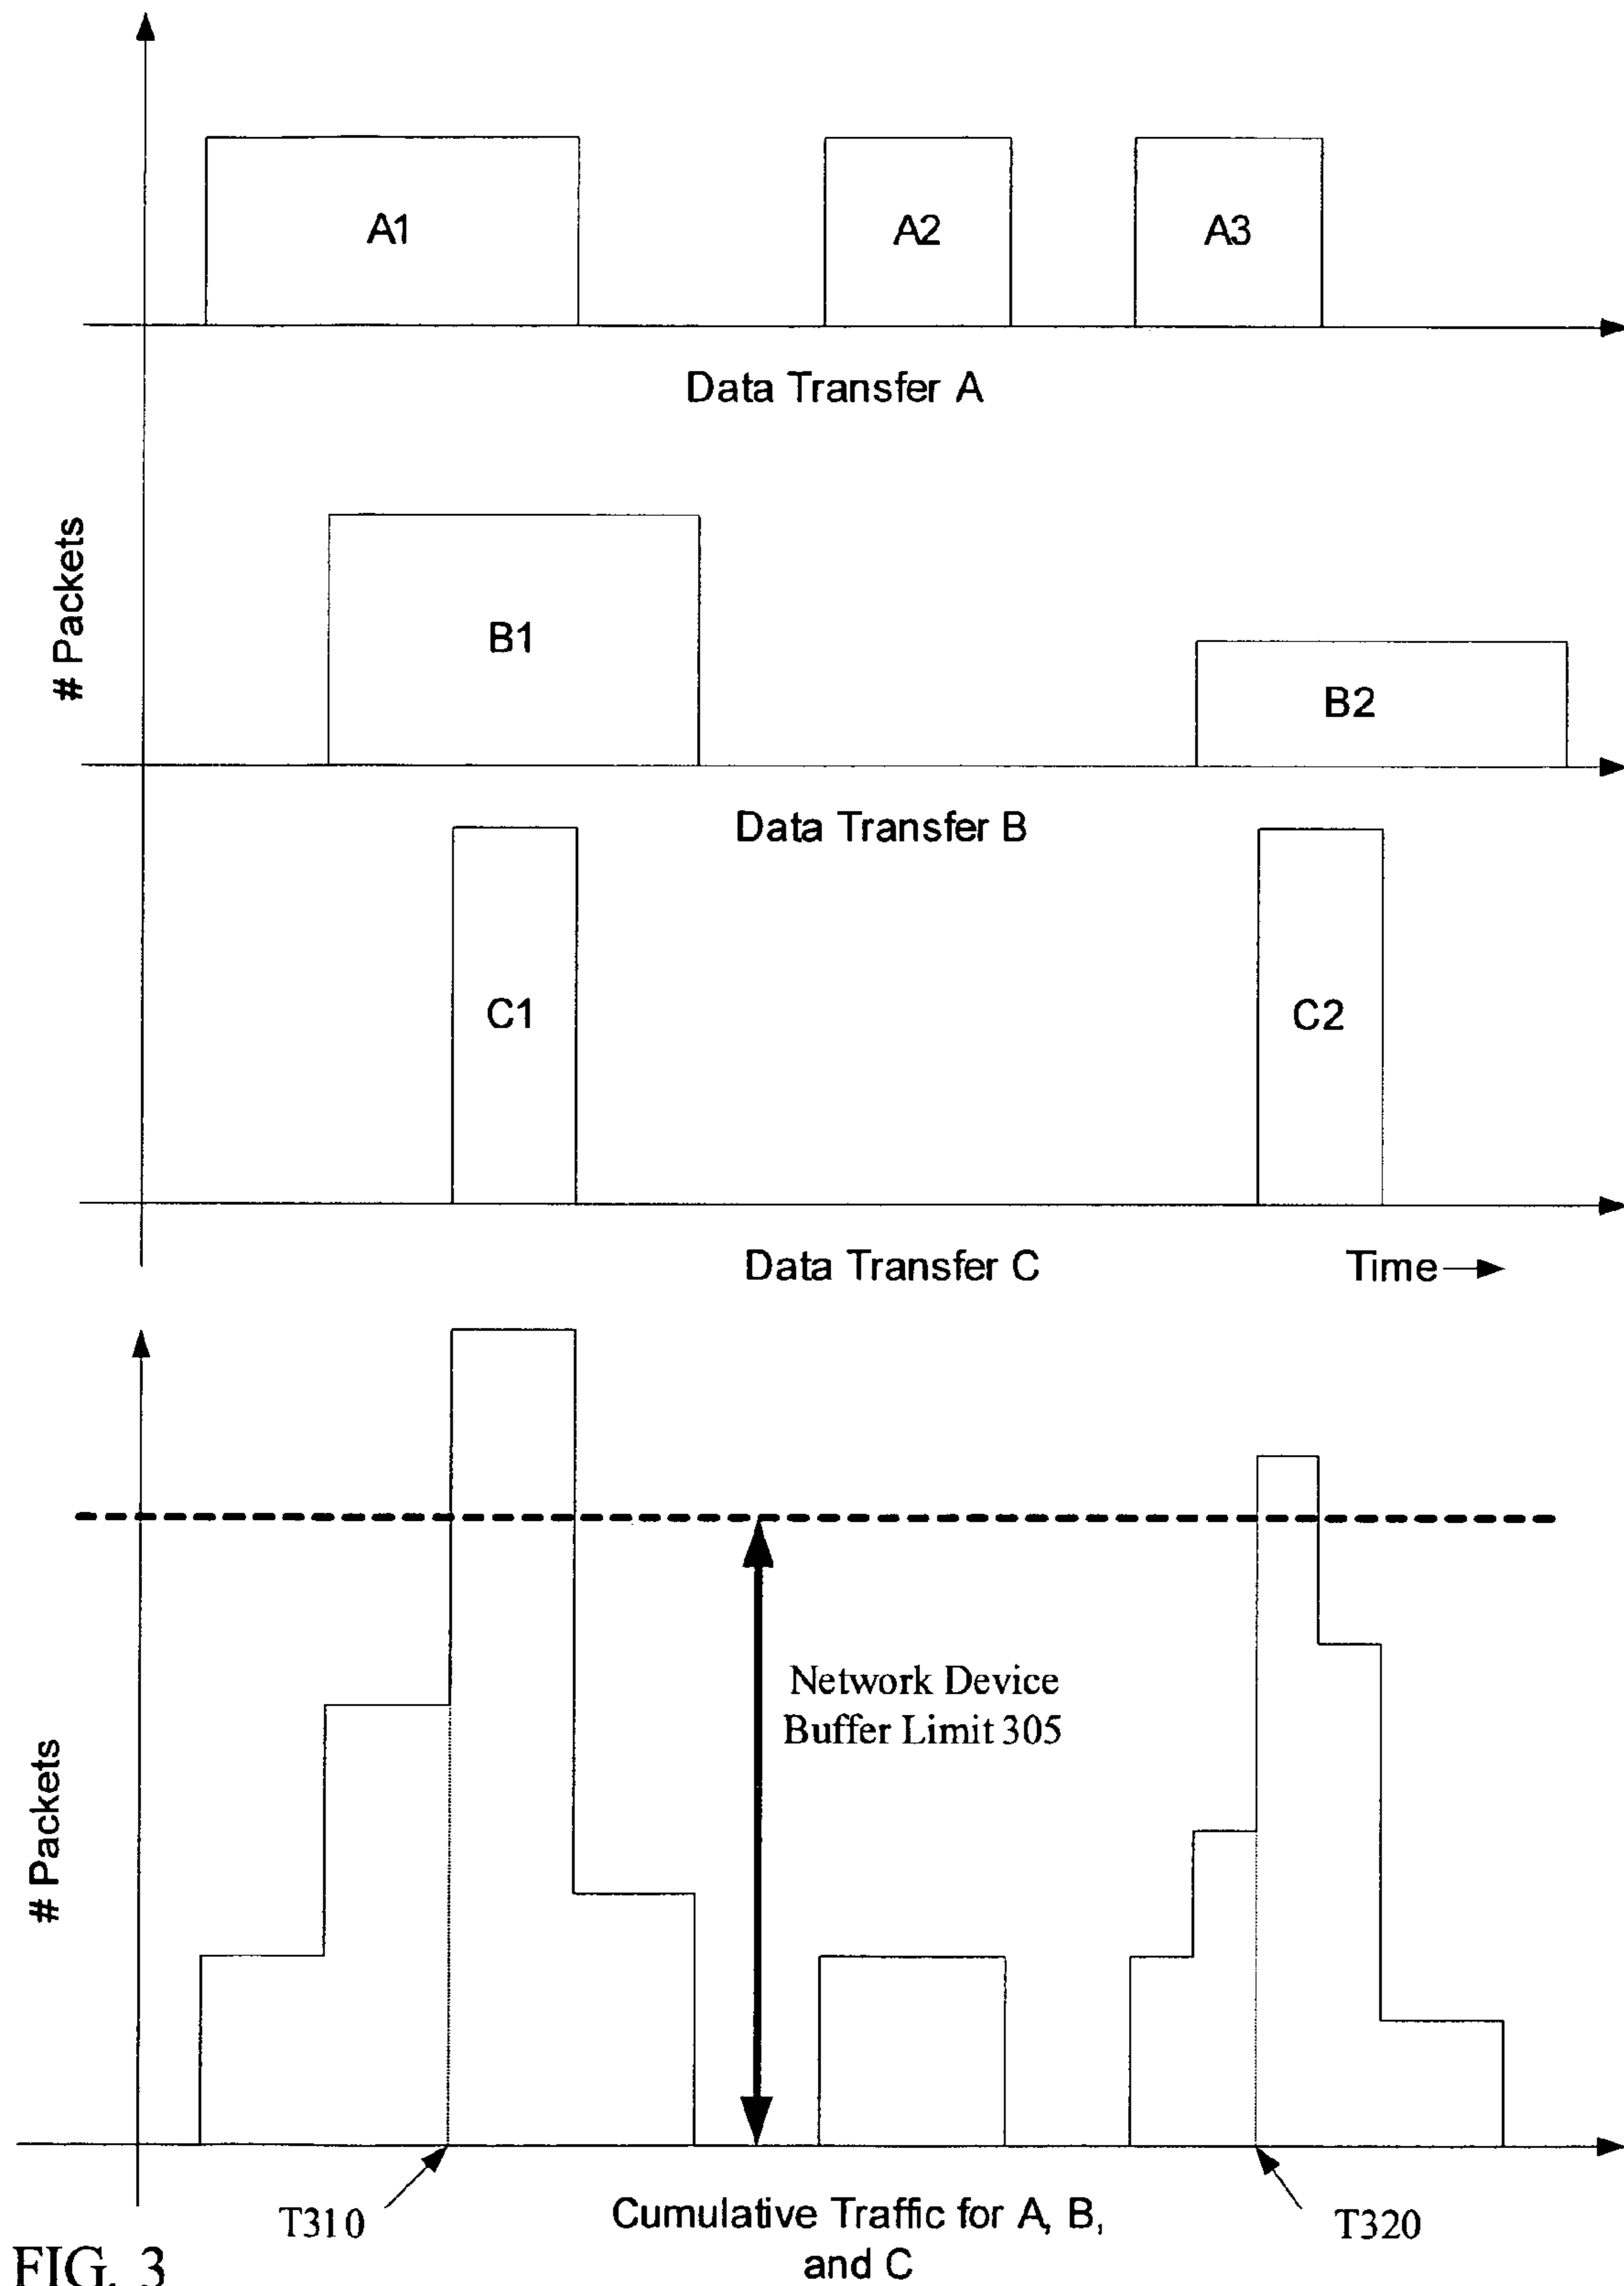 A1
A2
A3
Data Transfer A
# Packets
B1
B2
Data Transfer B
C1
C2
Data Transfer C
Time
# Packets
Network Device
Buffer Limit 305
T310
T320
Cumulative Traffic for A, B,
and C
FIG. 3